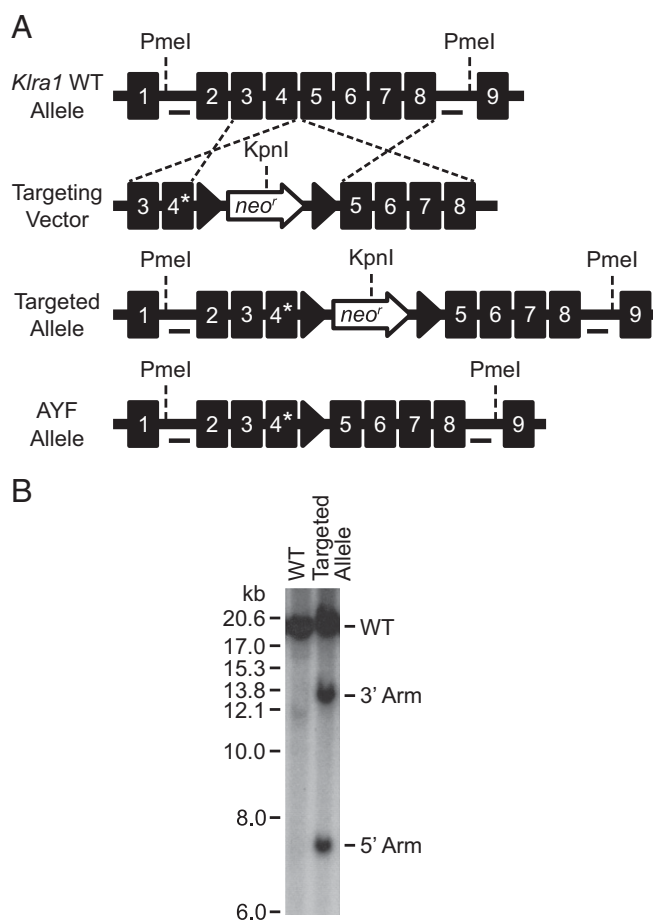 A
PmeI PmeI
Klra1 WT Allele 1 2 3 4 5 6 7 8 9
KpnI
Targeting Vector 3 4* neoʳ 5 6 7 8
PmeI KpnI PmeI
Targeted Allele 1 2 3 4* neoʳ 5 6 7 8 9
PmeI PmeI
AYF Allele 1 2 3 4* 5 6 7 8 9
B
WT
Targeted Allele
kb
20.6
WT
17.0
15.3
13.8
3' Arm
12.1
10.0
8.0
5' Arm
6.0